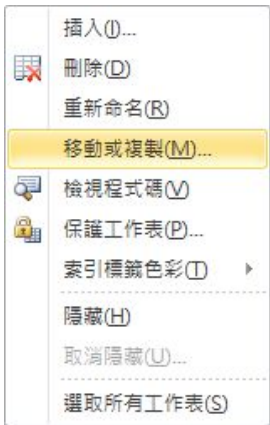 插入(I)...
刪除(D)
重新命名(R)
移動或複製(M)...
檢視程式碼(V)
保護工作表(P)...
索引標籤色彩(T)
隱藏(H)
取消隱藏(U)...
選取所有工作表(S)